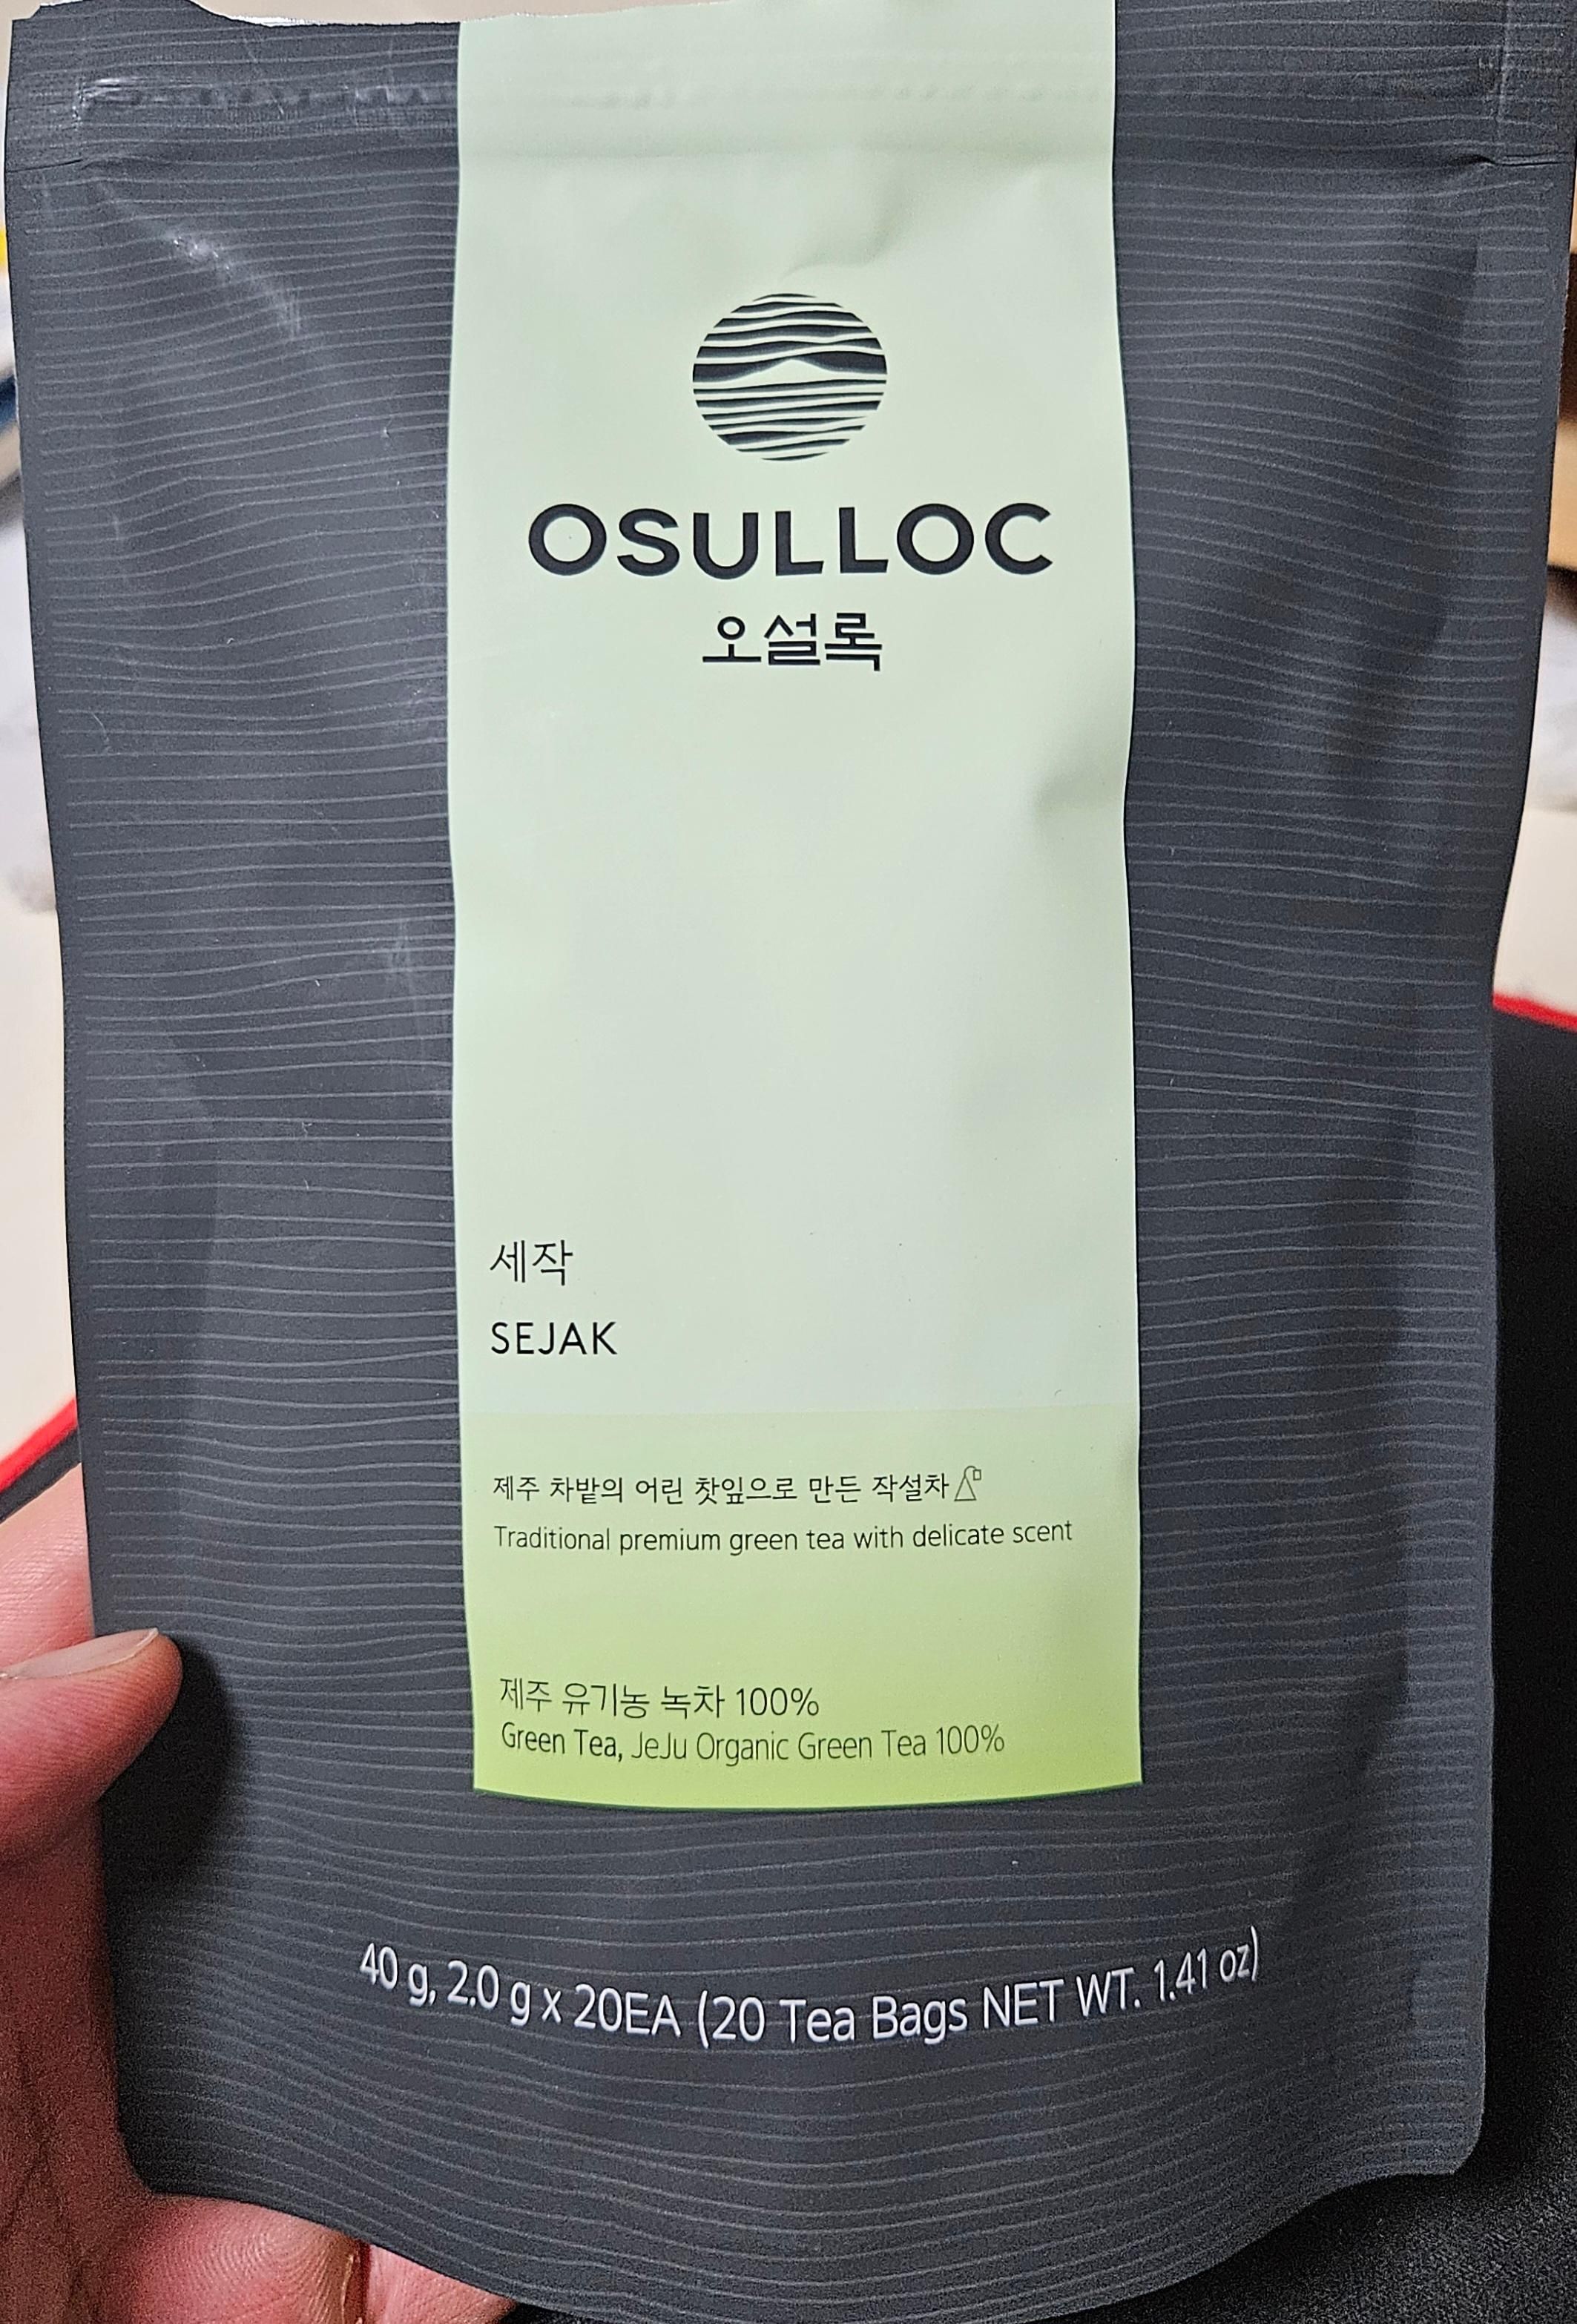 OSULLOC
오설록
세작
SEJAK
제주 차밭의 어린 찻잎으로 만든 작설차
Traditional premium green tea with delicate scent
제주 유기농 녹차 100%
Green Tea, JeJu Organic Green Tea 100%
40 g, 2.0 g x 20EA (20 Tea Bags NET WT. 1.41 oz)